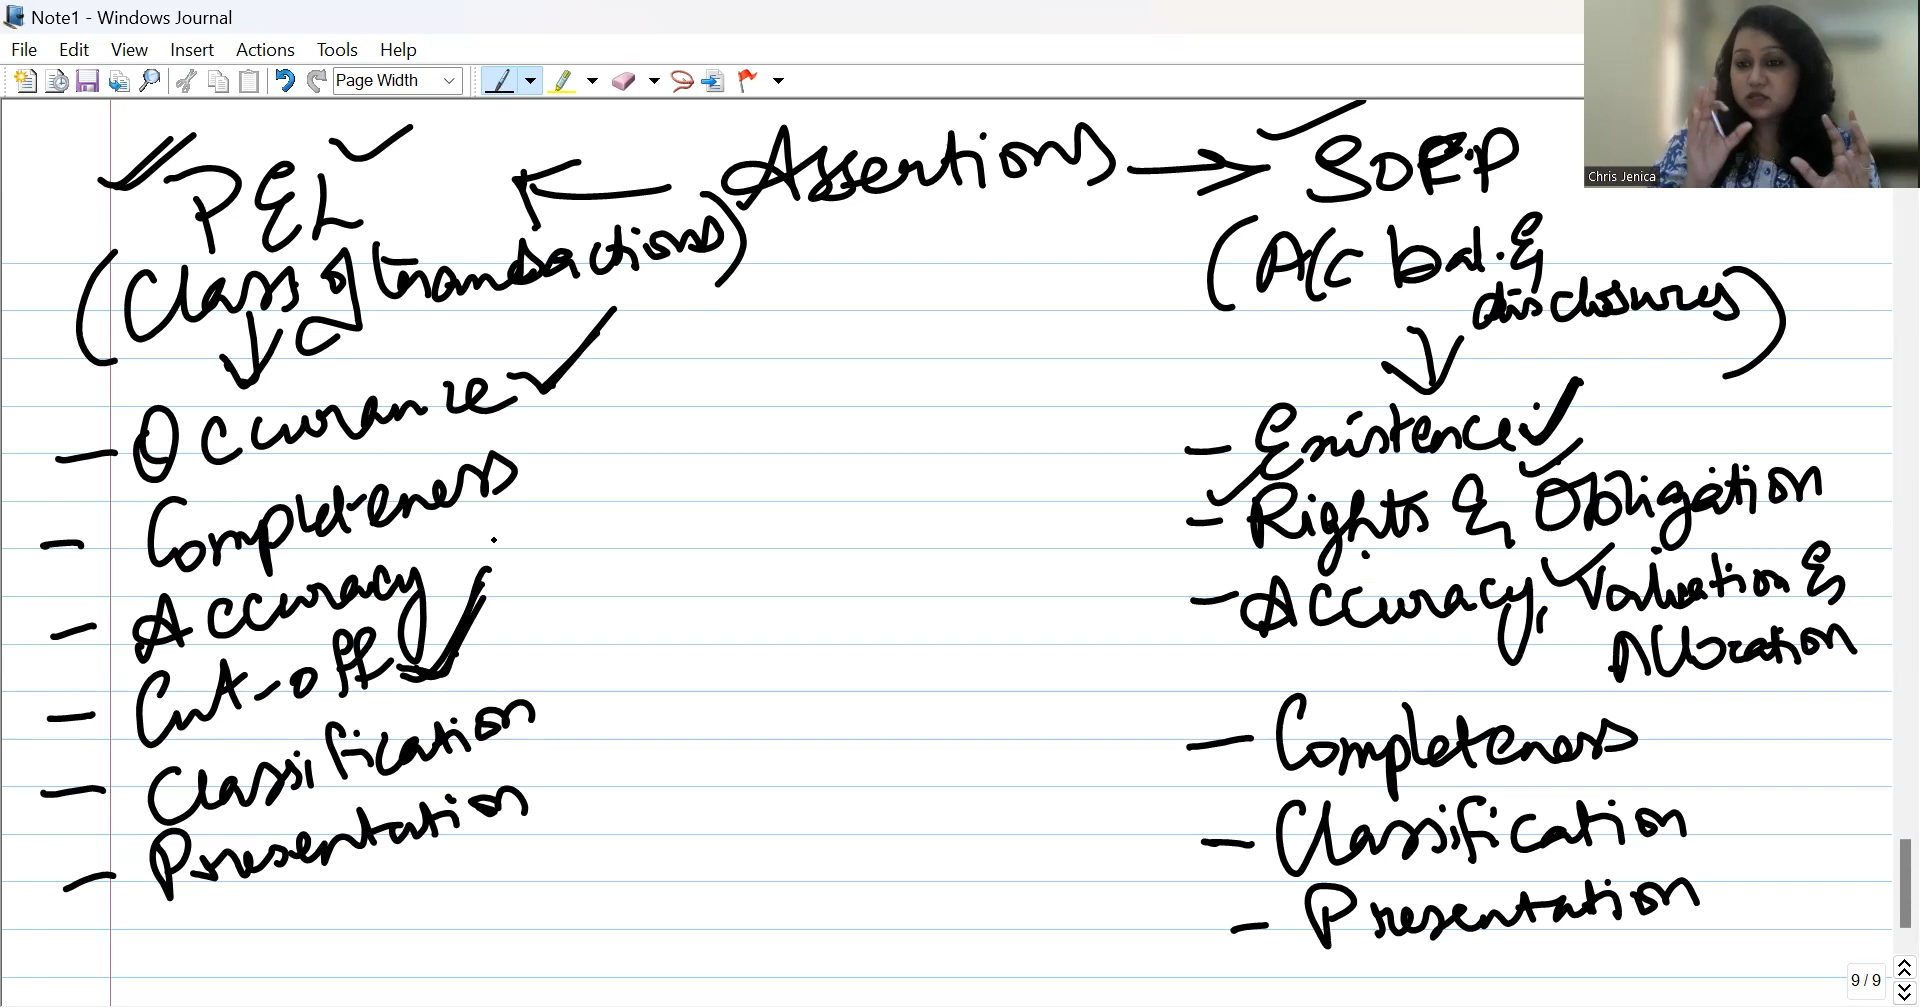 Note1 - Windows Journal
File Edit View Insert Actions Tools Help
Page Width
Chris Jenica
Assertions
P & L
(Class of transactions)
- Occurance
- Completeness
- Accuracy
- Cut-off
- Classification
- Presentation
SOFP
(A/C bal. &
disclosures)
- Existence
- Rights & Obligation
- Accuracy, Valuation &
Allocation
- Completeness
- Classification
- Presentation
9 / 9